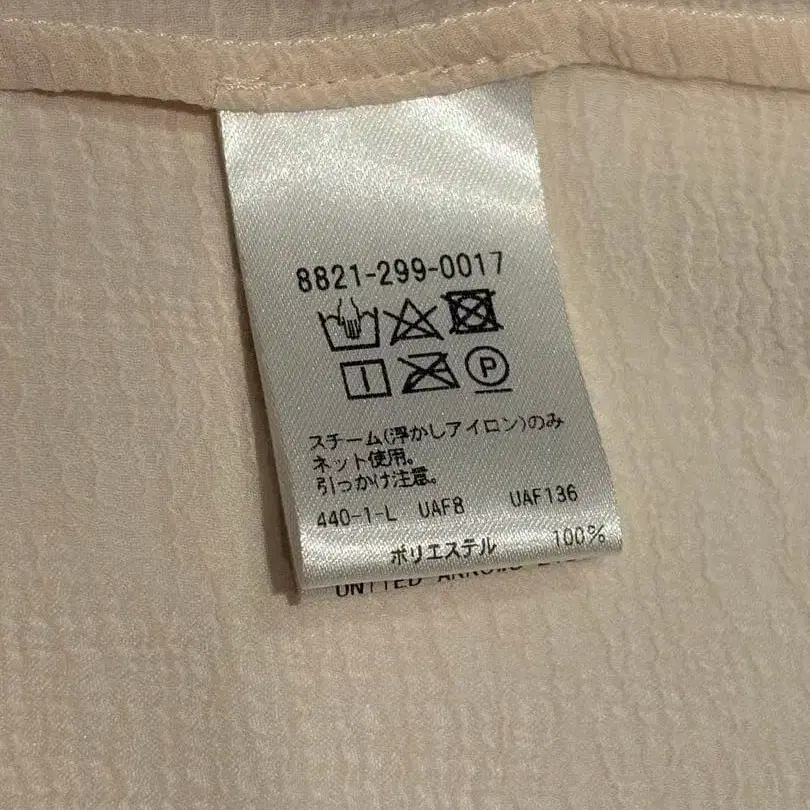 8821-299-0017
P
スチーム(浮かしアイロン)のみ
ネット使用。
引っかけ注意。
440-1-L UAF8 UAF136
ポリエステル 100%
UNITED ARROWS